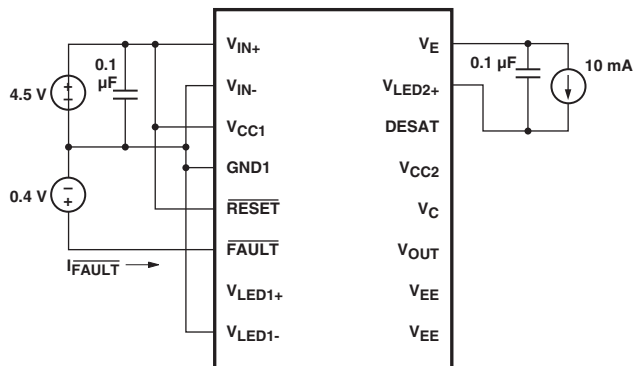 V_IN+
V_IN-
V_CC1
GND1
RESET
FAULT
V_LED1+
V_LED1-
V_E
V_LED2+
DESAT
V_CC2
V_C
V_OUT
V_EE
V_EE
0.1
µF
4.5 V
+
–
0.4 V
–
+
I_FAULT
0.1 µF
10 mA